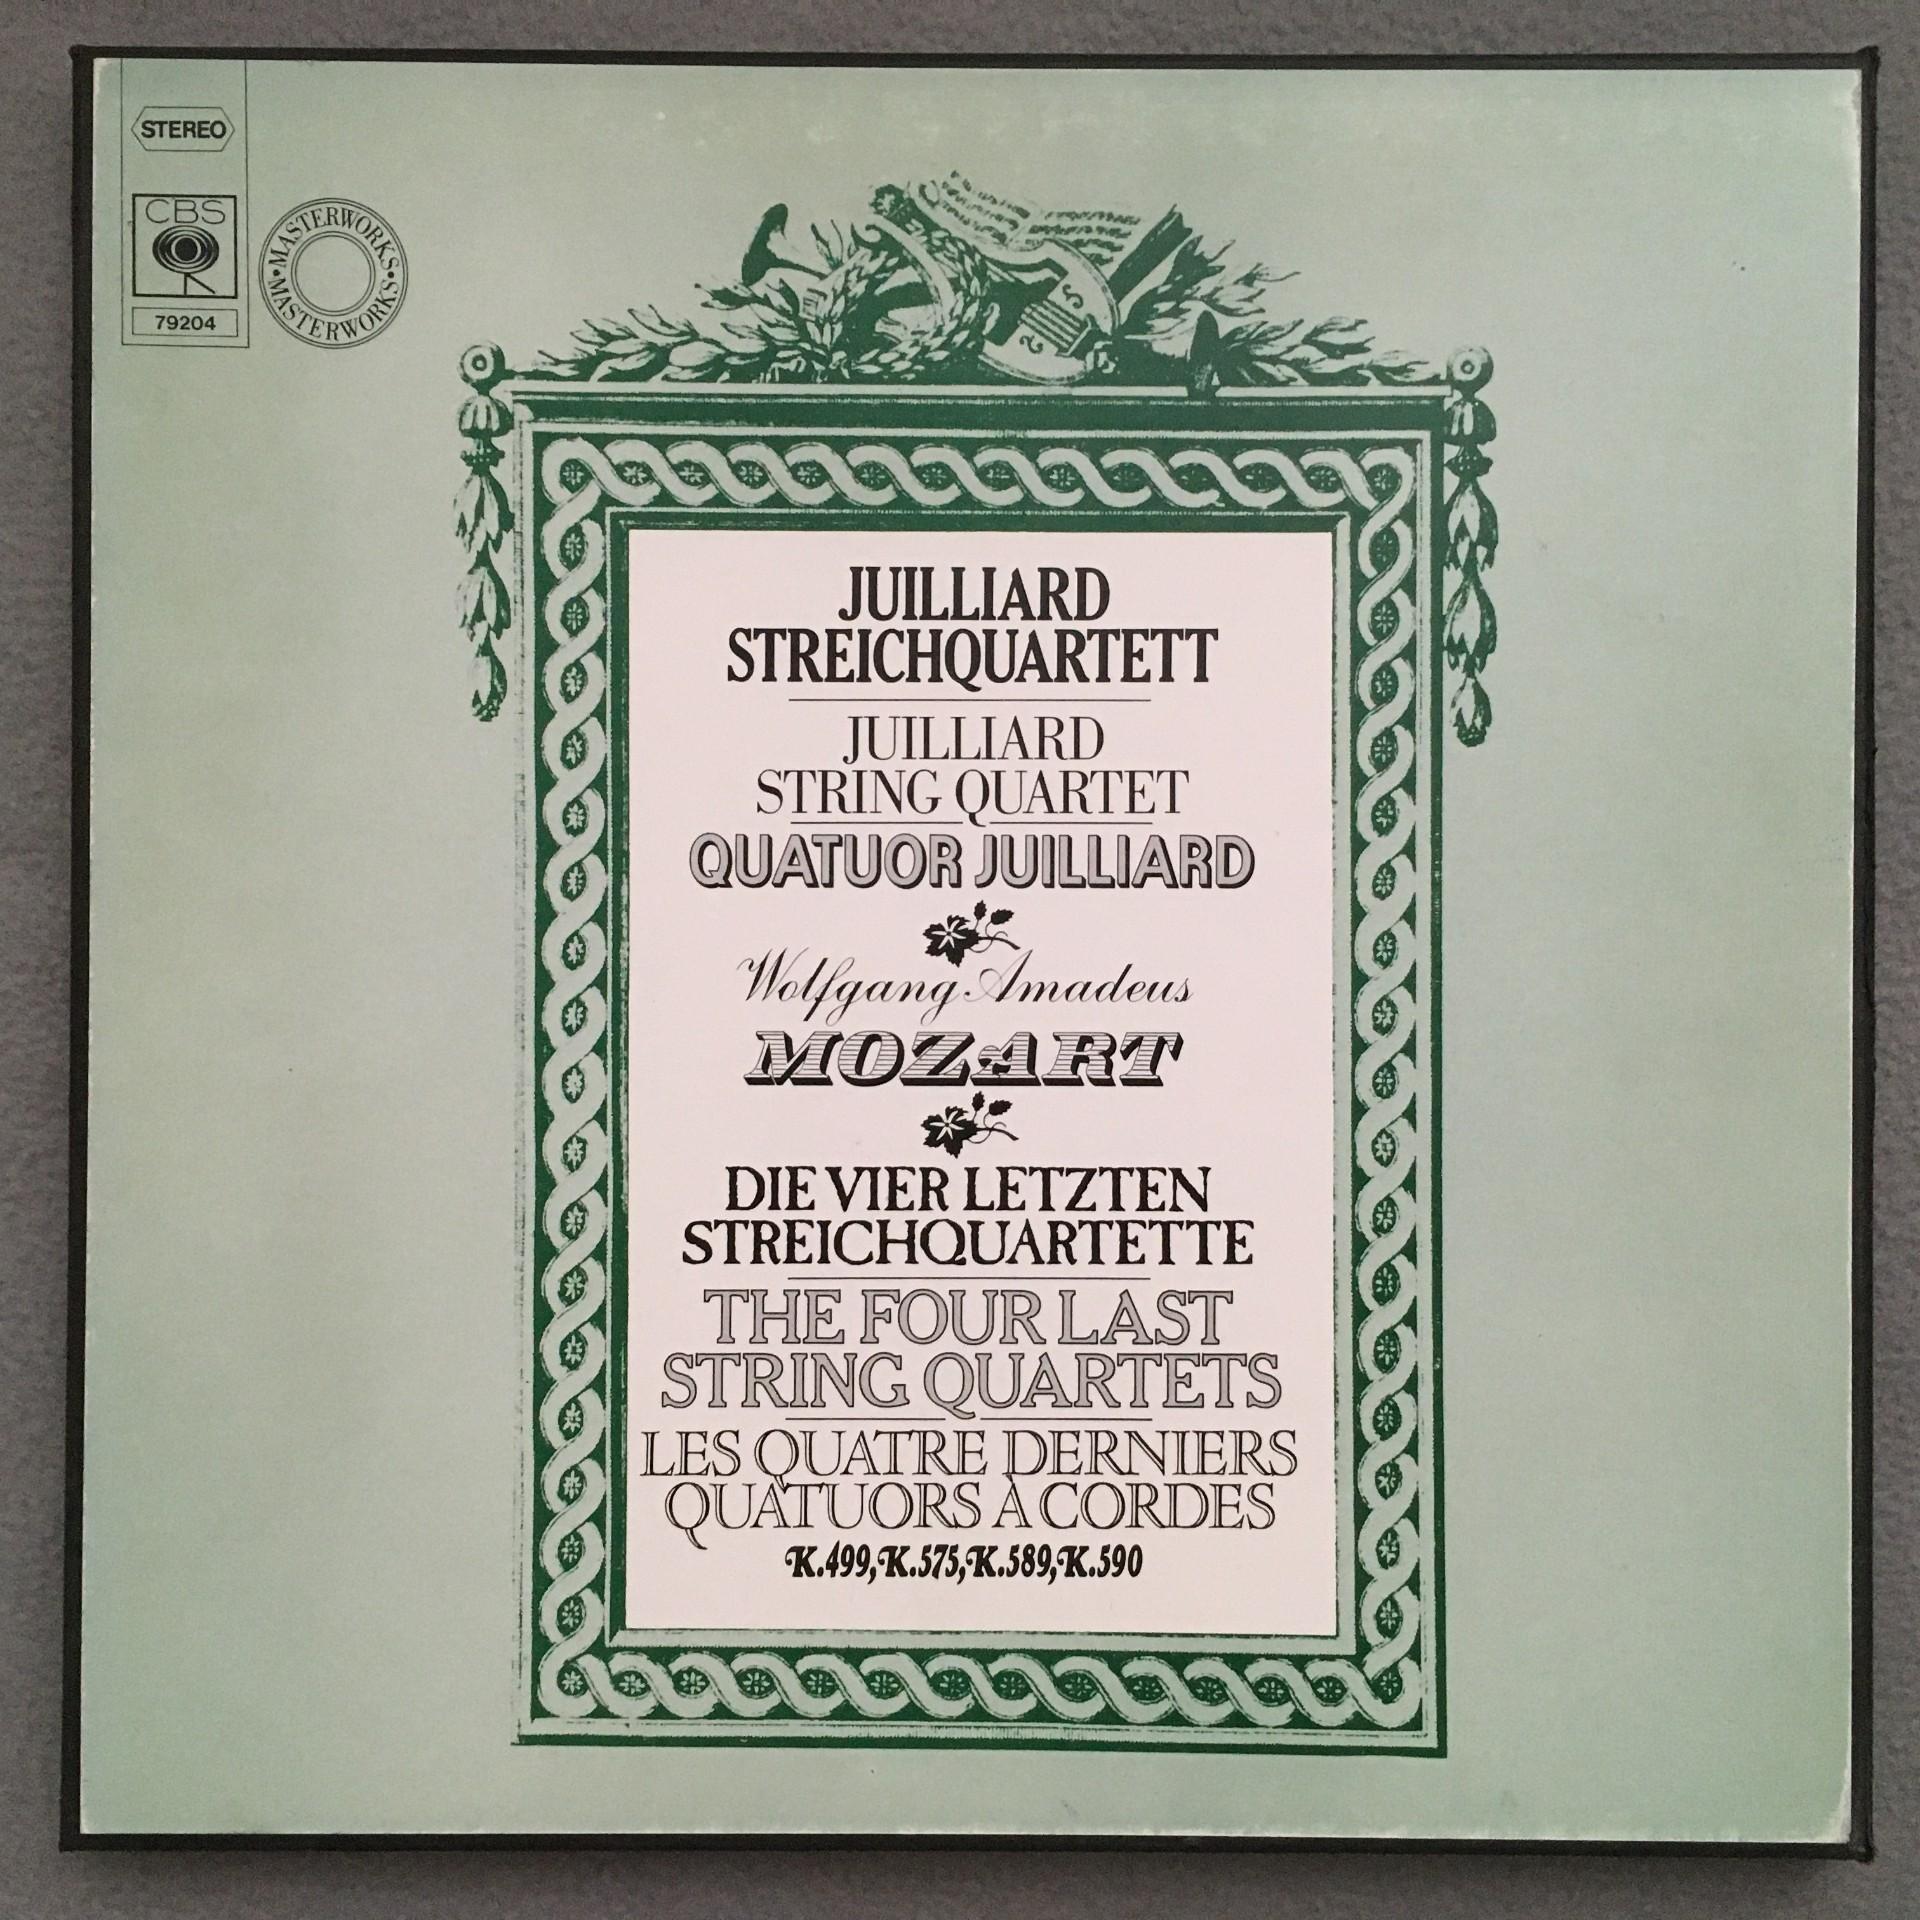 STEREO
CBS
79204
•MASTERWORKS•
MASTERWORKS
JUILLIARD
STREICHQUARTETT
JUILLIARD
STRING QUARTET
QUATUOR JUILLIARD
Wolfgang Amadeus
MOZART
DIE VIER LETZTEN
STREICHQUARTETTE
THE FOUR LAST
STRING QUARTETS
LES QUATRE DERNIERS
QUATUORS À CORDES
K.499, K.575, K.589, K.590